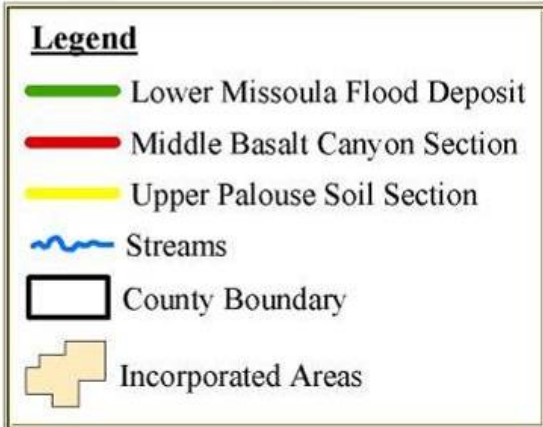 Legend
Lower Missoula Flood Deposit
Middle Basalt Canyon Section
Upper Palouse Soil Section
Streams
County Boundary
Incorporated Areas